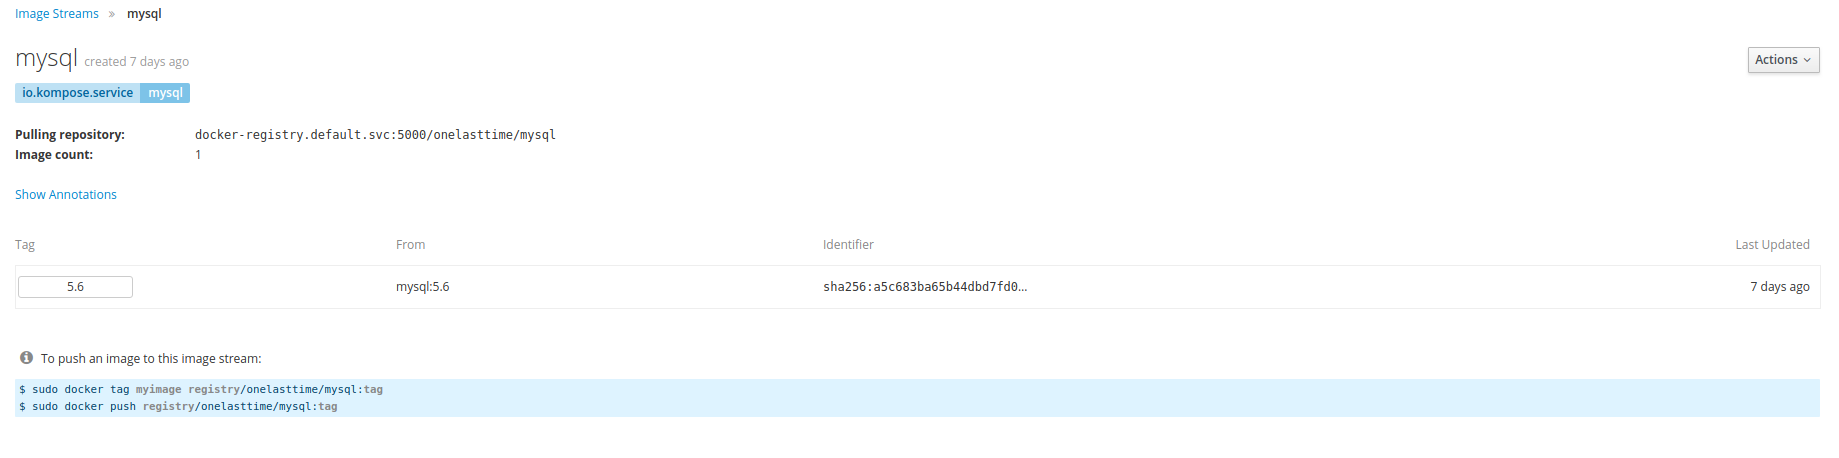 Image Streams » mysql
mysql created 7 days ago
Actions
io.kompose.service mysql
Pulling repository: docker-registry.default.svc:5000/onelasttime/mysql
Image count: 1
Show Annotations
Tag From Identifier Last Updated
5.6 mysql:5.6 sha256:a5c683ba65b44dbd7fd0... 7 days ago
To push an image to this image stream:
$ sudo docker tag myimage registry/onelasttime/mysql:tag
$ sudo docker push registry/onelasttime/mysql:tag